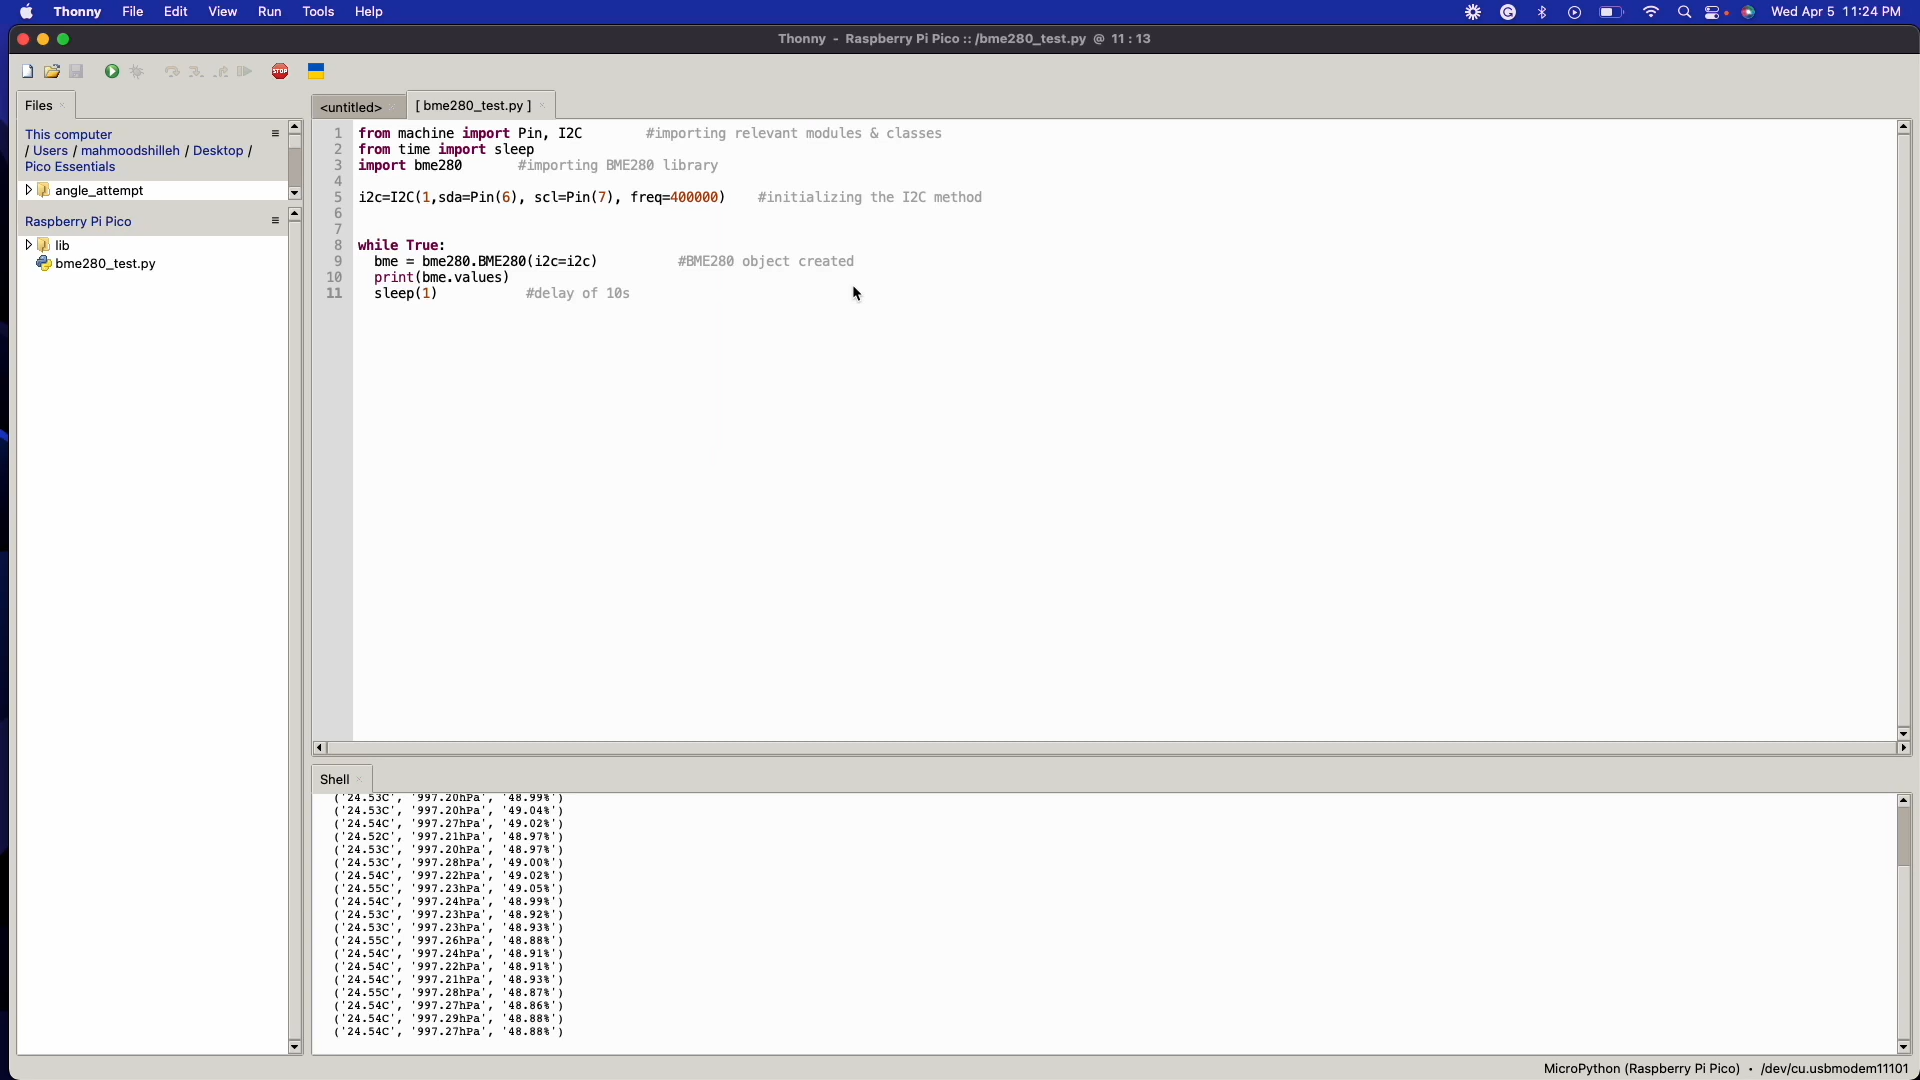 Thonny File Edit View Run Tools Help Wed Apr 5 11:24 PM
Thonny - Raspberry Pi Pico :: /bme280_test.py @ 11 : 13
STOP
Files
This computer
/ Users / mahmoodshilleh / Desktop /
Pico Essentials
angle_attempt
Raspberry Pi Pico
lib
bme280_test.py
<untitled> [ bme280_test.py ]
1 from machine import Pin, I2C #importing relevant modules & classes
2 from time import sleep
3 import bme280 #importing BME280 library
4
5 i2c=I2C(1,sda=Pin(6), scl=Pin(7), freq=400000) #initializing the I2C method
6
7
8 while True:
9 bme = bme280.BME280(i2c=i2c) #BME280 object created
10 print(bme.values)
11 sleep(1) #delay of 10s
Shell
('24.53C', '997.20hPa', '48.99%')
('24.53C', '997.20hPa', '49.04%')
('24.54C', '997.27hPa', '49.02%')
('24.52C', '997.21hPa', '48.97%')
('24.53C', '997.20hPa', '48.97%')
('24.53C', '997.28hPa', '49.00%')
('24.54C', '997.22hPa', '49.02%')
('24.55C', '997.23hPa', '49.05%')
('24.54C', '997.24hPa', '48.99%')
('24.53C', '997.23hPa', '48.92%')
('24.53C', '997.23hPa', '48.93%')
('24.55C', '997.26hPa', '48.88%')
('24.54C', '997.24hPa', '48.91%')
('24.54C', '997.22hPa', '48.91%')
('24.54C', '997.21hPa', '48.93%')
('24.55C', '997.28hPa', '48.87%')
('24.54C', '997.27hPa', '48.86%')
('24.54C', '997.29hPa', '48.88%')
('24.54C', '997.27hPa', '48.88%')
MicroPython (Raspberry Pi Pico) • /dev/cu.usbmodem11101